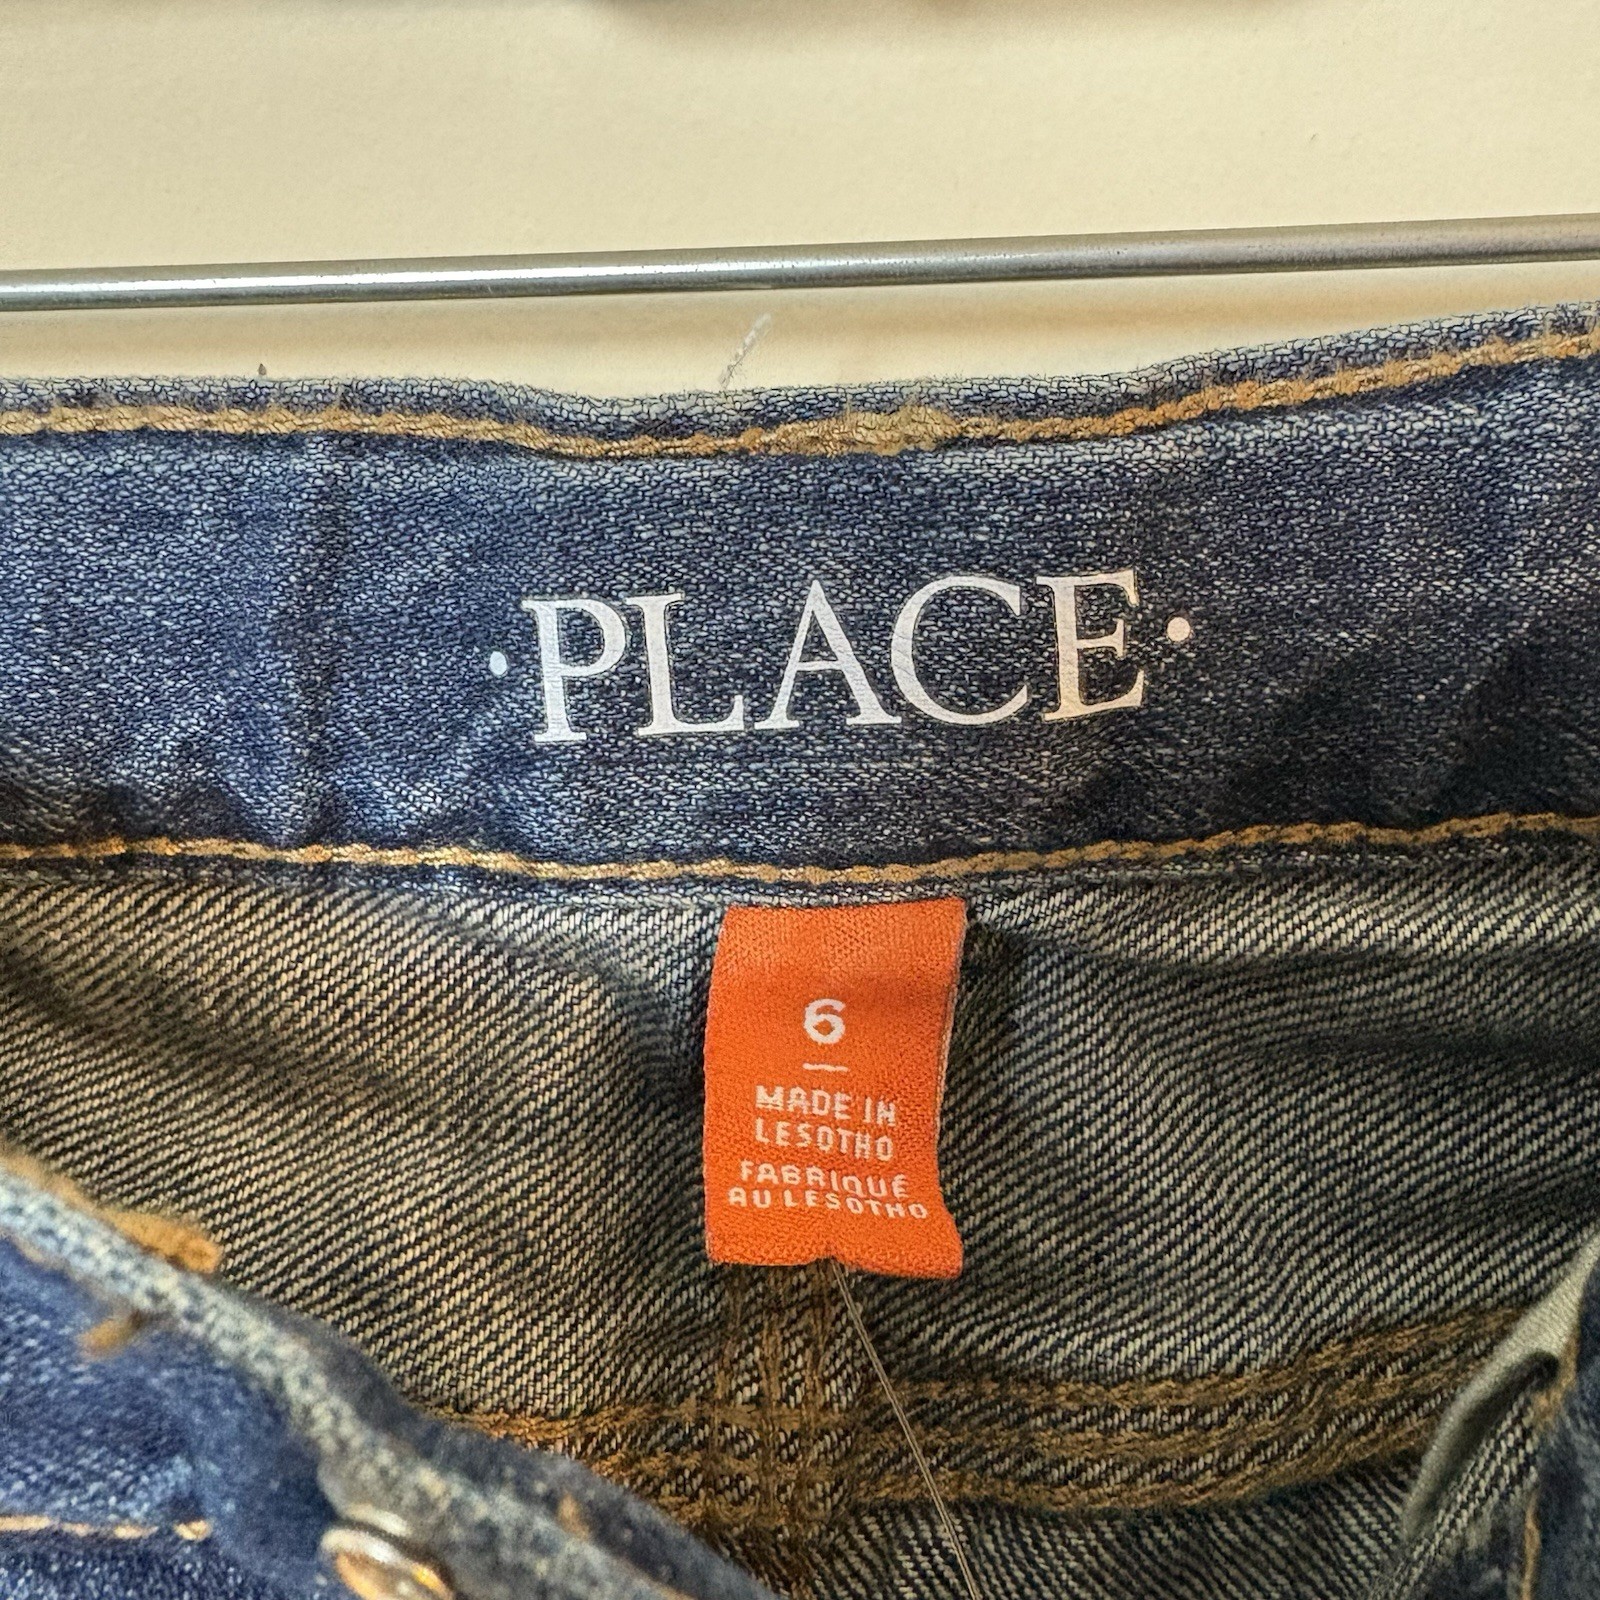 ·PLACE·
6
MADE IN
LESOTHO
FABRIQUÉ
AU LESOTHO